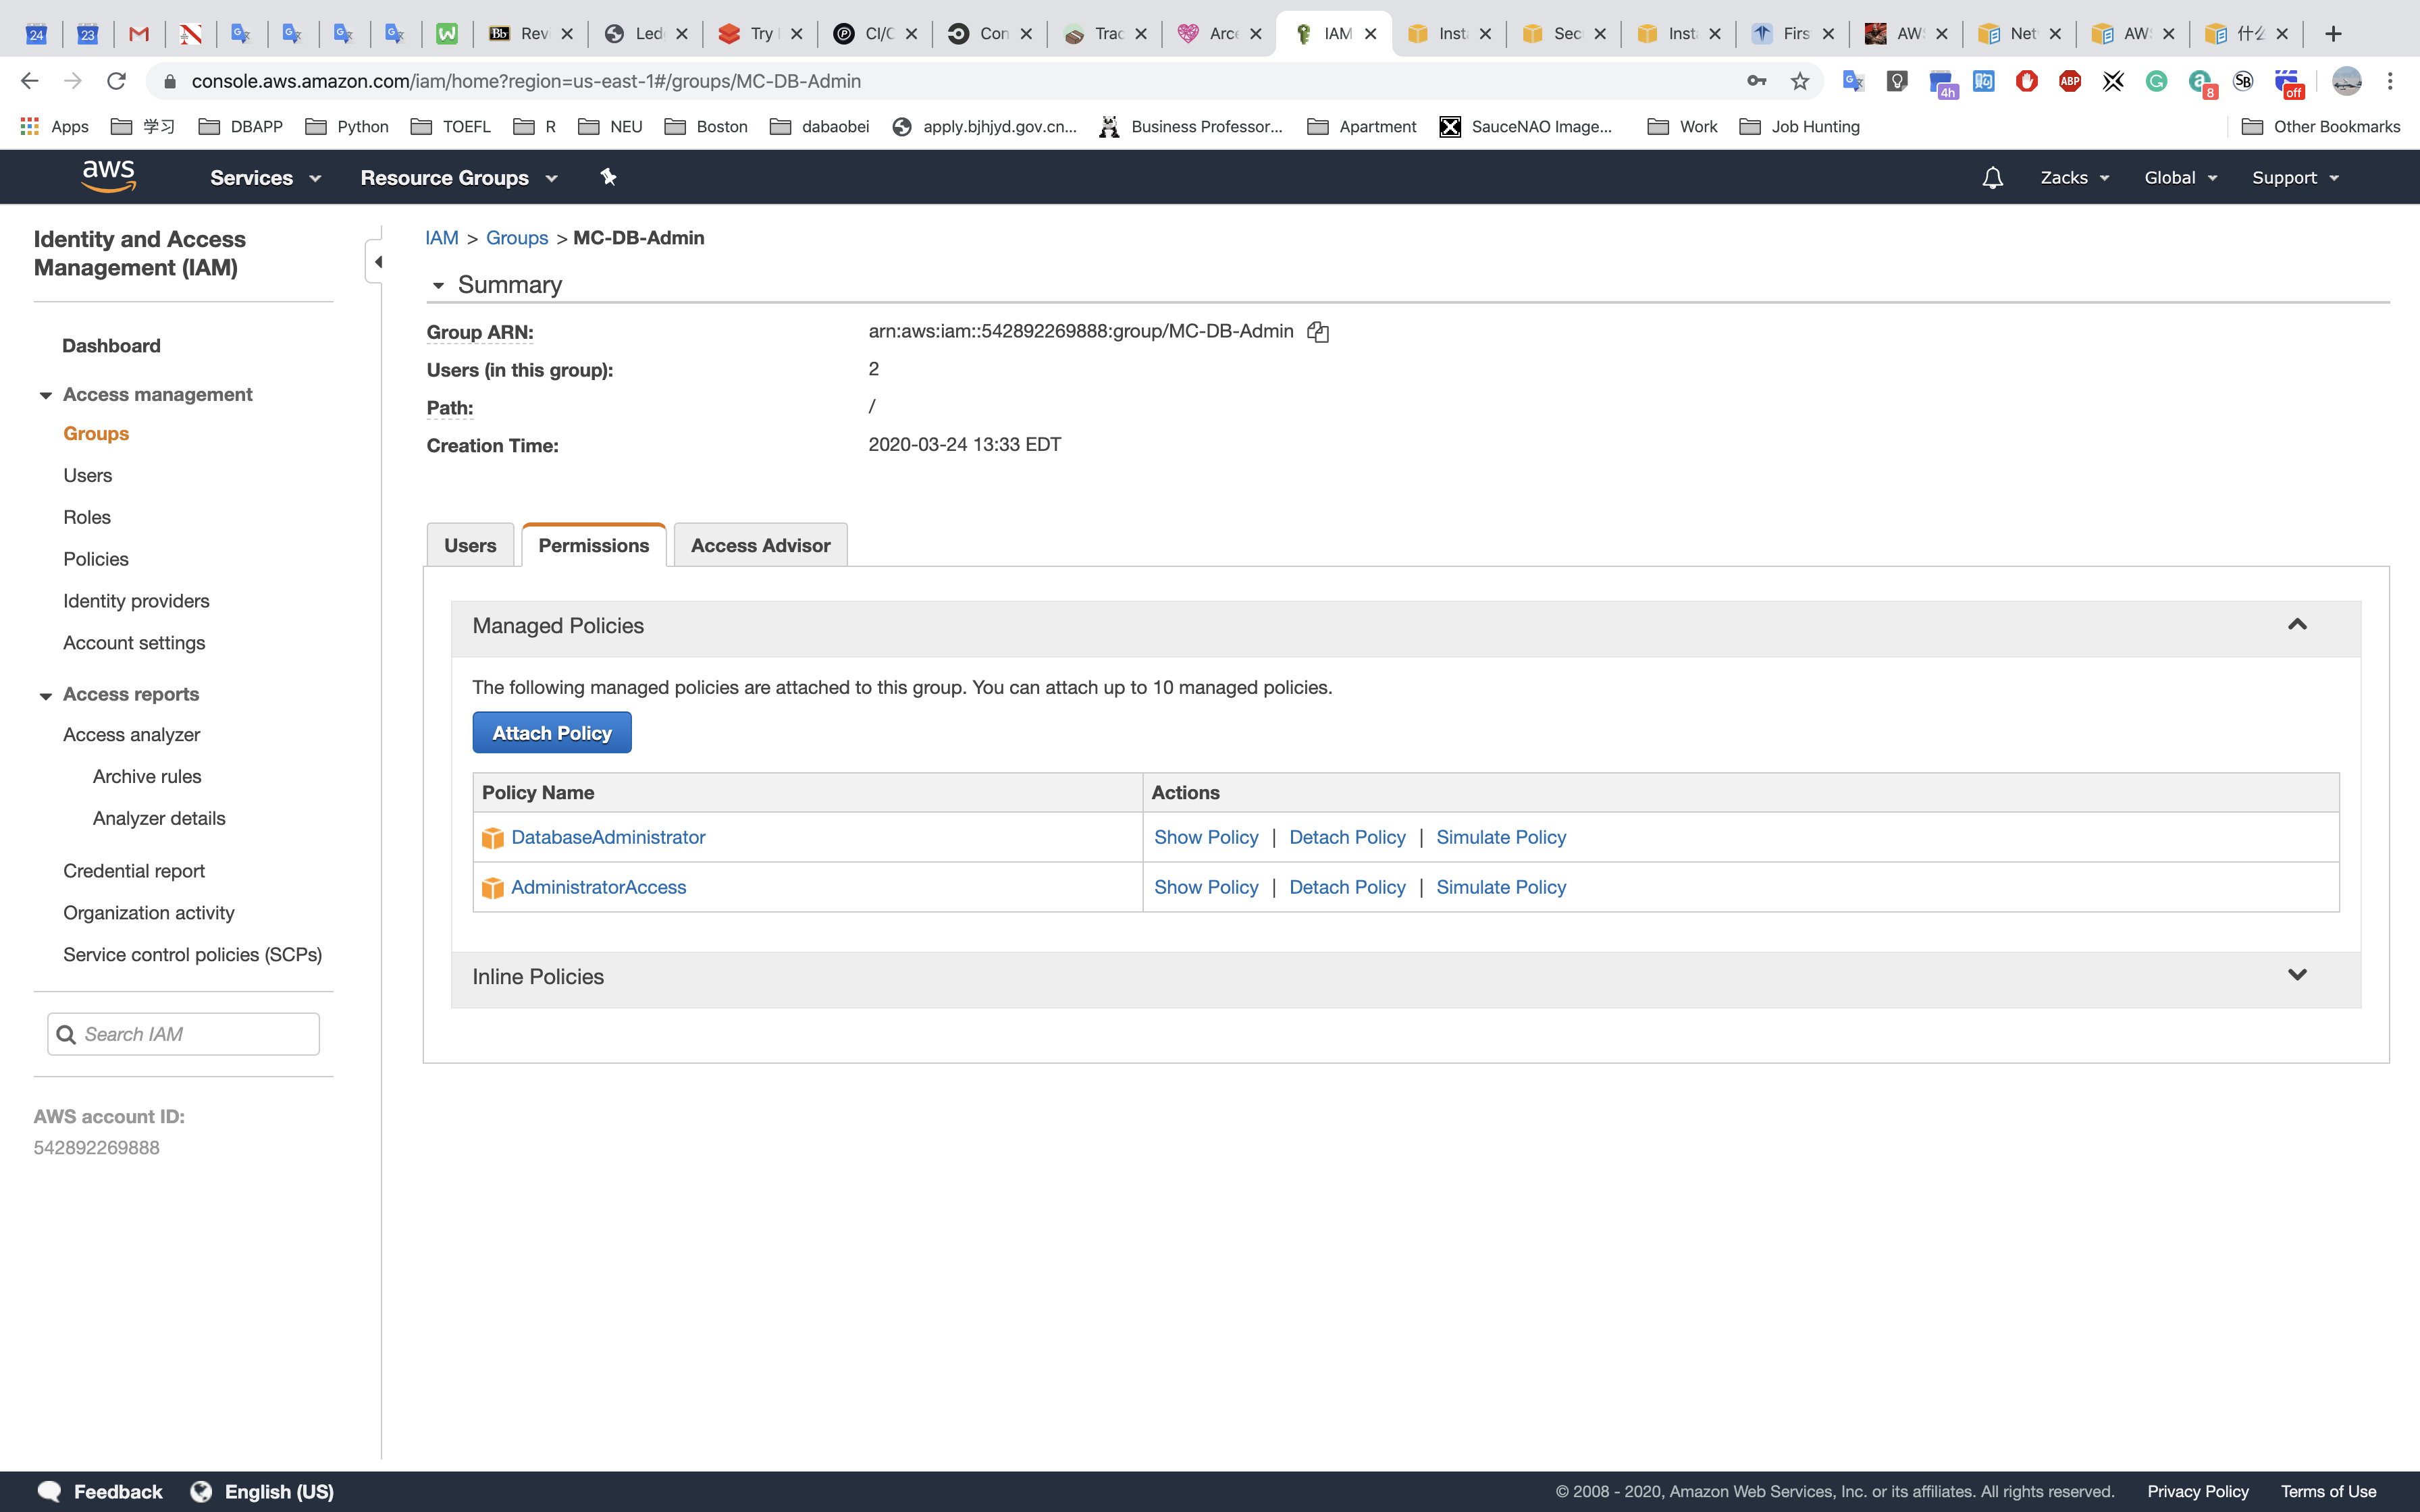 24 23 Rev Led Try CI/C Con Trac Arce IAM Inst Sec Inst Firs AW Net AW 什么
console.aws.amazon.com/iam/home?region=us-east-1#/groups/MC-DB-Admin 4h ABP 8 SB off
Apps 学习 DBAPP Python TOEFL R NEU Boston dabaobei apply.bjhjyd.gov.cn... Business Professor... Apartment SauceNAO Image... Work Job Hunting Other Bookmarks
aws Services Resource Groups Zacks Global Support
Identity and Access
Management (IAM)
Dashboard
Access management
Groups
Users
Roles
Policies
Identity providers
Account settings
Access reports
Access analyzer
Archive rules
Analyzer details
Credential report
Organization activity
Service control policies (SCPs)
Search IAM
AWS account ID:
542892269888
IAM > Groups > MC-DB-Admin
Summary
Group ARN: arn:aws:iam::542892269888:group/MC-DB-Admin
Users (in this group): 2
Path: /
Creation Time: 2020-03-24 13:33 EDT
Users Permissions Access Advisor
Managed Policies
The following managed policies are attached to this group. You can attach up to 10 managed policies.
Attach Policy
Policy Name Actions
DatabaseAdministrator Show Policy | Detach Policy | Simulate Policy
AdministratorAccess Show Policy | Detach Policy | Simulate Policy
Inline Policies
Feedback English (US) © 2008 - 2020, Amazon Web Services, Inc. or its affiliates. All rights reserved. Privacy Policy Terms of Use